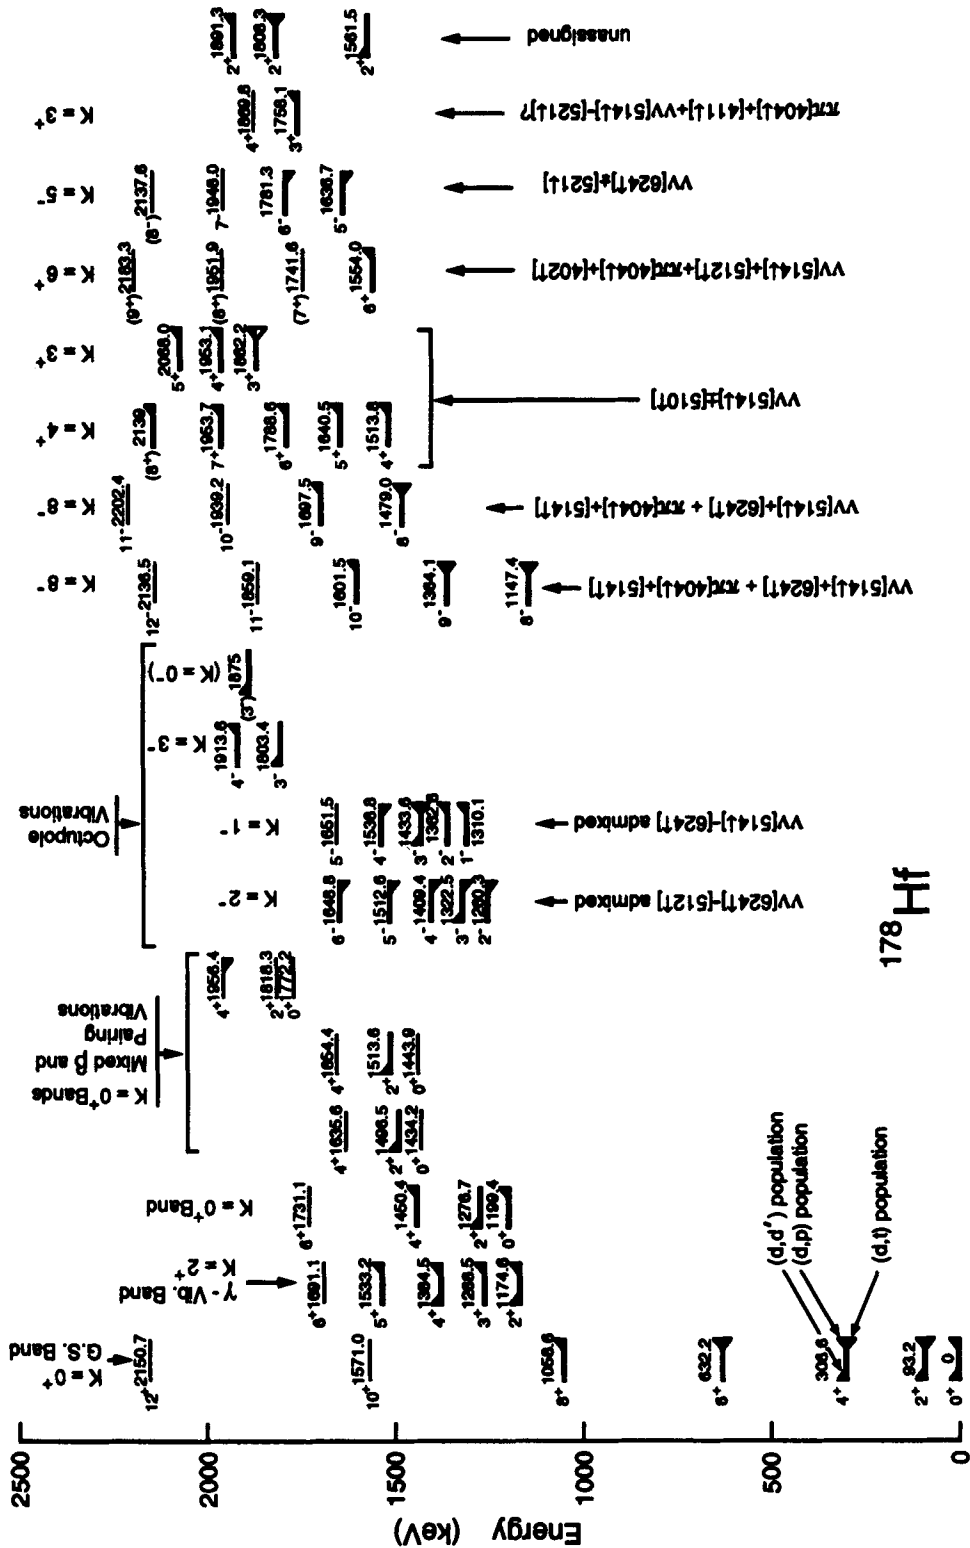 Energy (keV)
2500
2000
1500
1000
500
0
K = 0⁺
G.S. Band
12⁺ 2150.7
10⁺ 1571.0
8⁺ 1058.6
6⁺ 632.2
4⁺ 306.6
2⁺ 93.2
0⁺ 0
(d,d′) population
(d,p) population
(d,t) population
γ - Vib. Band
K = 2⁺
6⁺ 1691.1
5⁺ 1533.2
4⁺ 1384.5
3⁺ 1268.5
2⁺ 1174.6
K = 0⁺ Band
6⁺ 1731.1
4⁺ 1450.4
2⁺ 1276.7
0⁺ 1199.4
K = 0⁺ Bands
Mixed β and
Pairing
Vibrations
4⁺ 1635.6
2⁺ 1496.5
0⁺ 1434.2
4⁺ 1654.4
2⁺ 1513.6
0⁺ 1443.9
4⁺ 1956.4
2⁺ 1818.3
0⁺ 1772.2
Octupole
Vibrations
K = 2⁻
6⁻ 1648.8
5⁻ 1512.6
4⁻ 1409.4
3⁻ 1322.5
2⁻ 1260.3
νν[624↑]-[512↑] admixed
K = 1⁻
5⁻ 1651.5
4⁻ 1538.8
3⁻ 1433.6
2⁻ 1362.6
1⁻ 1310.1
νν[514↓]-[624↑] admixed
K = 3⁻
4⁻ 1913.6
3⁻ 1803.4
(K = 0⁻)
(3⁻) 1875
K = 8⁻
12⁻ 2136.5
11⁻ 1859.1
10⁻ 1601.5
9⁻ 1364.1
8⁻ 1147.4
νν[514↓]+[624↑] + ππ[404↓]+[514↑]
K = 8⁻
11⁻ 2202.4
10⁻ 1939.2
9⁻ 1697.5
8⁻ 1479.0
νν[514↓]+[624↑] + ππ[404↓]+[514↑]
K = 4⁺
(8⁺) 2139
7⁺ 1953.7
6⁺ 1788.6
5⁺ 1640.5
4⁺ 1513.8
K = 3⁺
5⁺ 2068.0
4⁺ 1953.1
3⁺ 1862.2
νν[514↓]±[510↑]
K = 6⁺
(9⁺) 2183.3
(8⁺) 1951.9
(7⁺) 1741.6
6⁺ 1554.0
νν[514↓]+[512↑]+ππ[404↓]+[402↑]
K = 5⁻
(8⁻) 2137.6
7⁻ 1948.0
6⁻ 1781.3
5⁻ 1636.7
νν[624↑]±[521↓]
K = 3⁺
4⁺ 1869.8
3⁺ 1758.1
ππ[404↓]+[411↓]+νν[514↓]-[521↓]?
2⁺ 1891.3
2⁺ 1808.3
2⁺ 1561.5
unassigned
¹⁷⁸Hf